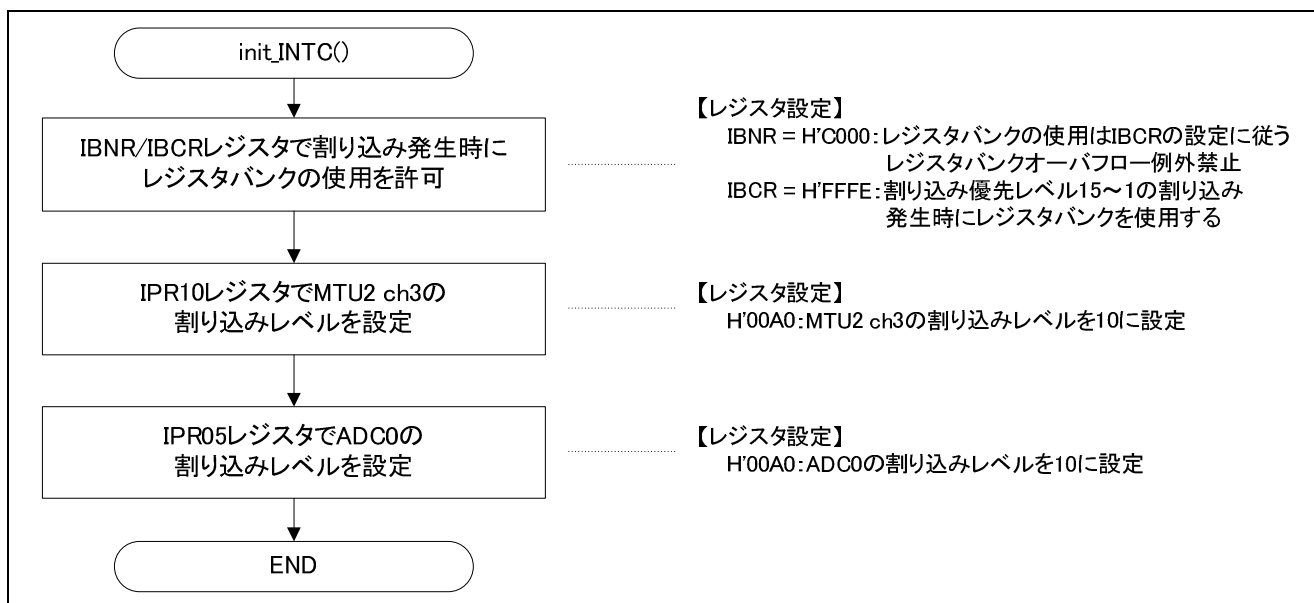 init_INTC()
IBNR/IBCRレジスタで割り込み発生時に
レジスタバンクの使用を許可
【レジスタ設定】
IBNR = H'C000:レジスタバンクの使用はIBCRの設定に従う
レジスタバンクオーバフロー例外禁止
IBCR = H'FFFE:割り込み優先レベル15～1の割り込み
発生時にレジスタバンクを使用する
IPR10レジスタでMTU2 ch3の
割り込みレベルを設定
【レジスタ設定】
H'00A0:MTU2 ch3の割り込みレベルを10に設定
IPR05レジスタでADC0の
割り込みレベルを設定
【レジスタ設定】
H'00A0:ADC0の割り込みレベルを10に設定
END